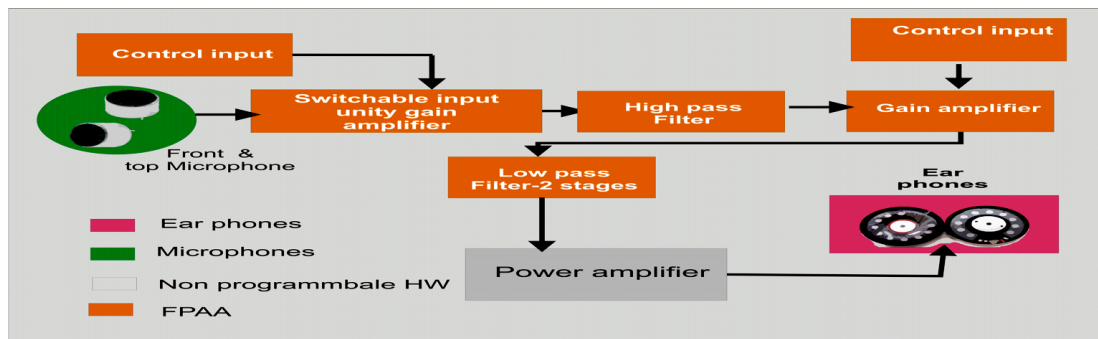 Control input
Control input
Switchable input
unity gain
amplifier
High pass
Filter
Gain amplifier
Front &
top Microphone
Low pass
Filter-2 stages
Ear
phones
Ear phones
Microphones
Power amplifier
Non programmbale HW
FPAA